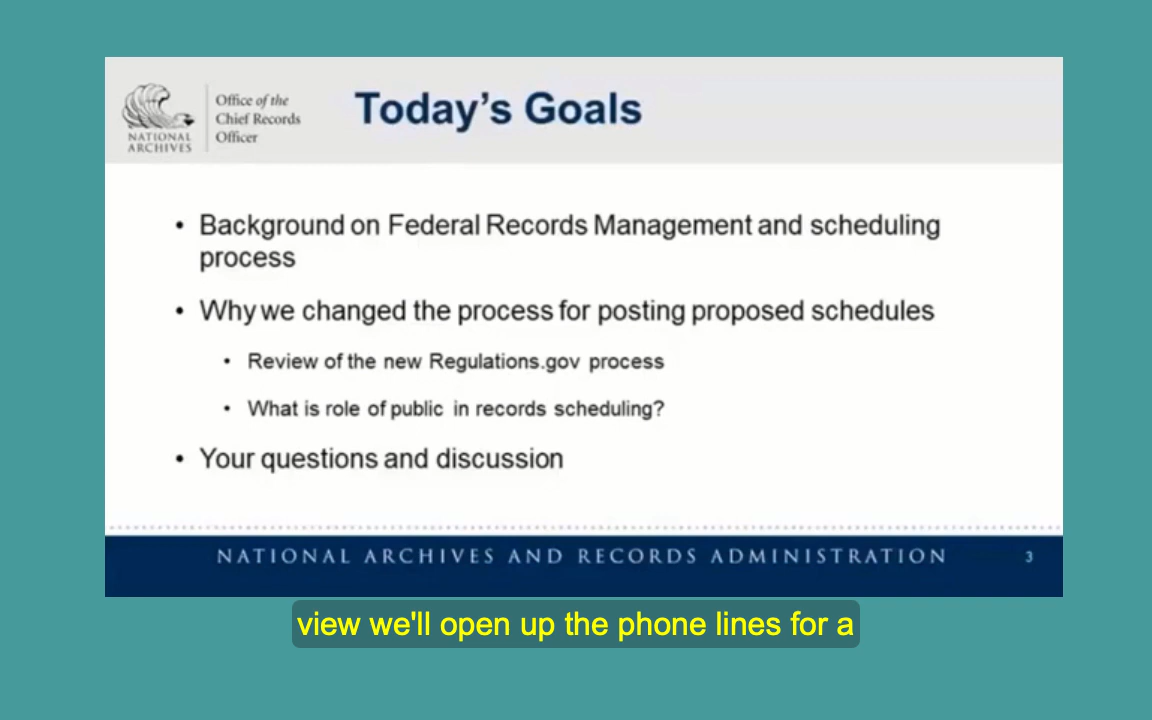 NATIONAL
ARCHIVES
Office of the
Chief Records
Officer
Today's Goals
• Background on Federal Records Management and scheduling
process
• Why we changed the process for posting proposed schedules
• Review of the new Regulations.gov process
• What is role of public in records scheduling?
• Your questions and discussion
NATIONAL ARCHIVES AND RECORDS ADMINISTRATION 3
view we'll open up the phone lines for a